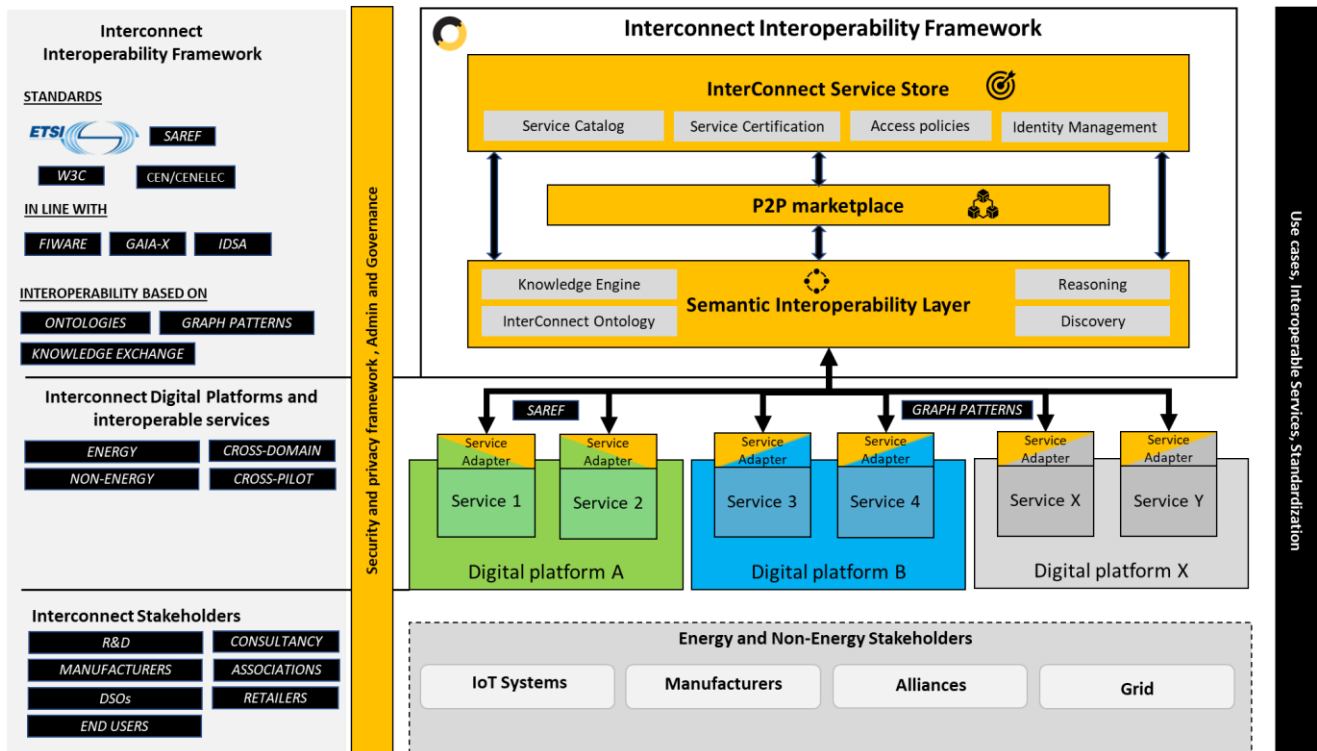 Interconnect
Interoperability Framework
STANDARDS
ETSI
SAREF
W3C
CEN/CENELEC
IN LINE WITH
FIWARE
GAIA-X
IDSA
INTEROPERABILITY BASED ON
ONTOLOGIES
GRAPH PATTERNS
KNOWLEDGE EXCHANGE
Interconnect Digital Platforms and
interoperable services
ENERGY
CROSS-DOMAIN
NON-ENERGY
CROSS-PILOT
Interconnect Stakeholders
R&D
CONSULTANCY
MANUFACTURERS
ASSOCIATIONS
DSOs
RETAILERS
END USERS
Security and privacy framework , Admin and Governance
Interconnect Interoperability Framework
InterConnect Service Store
Service Catalog
Service Certification
Access policies
Identity Management
P2P marketplace
Knowledge Engine
Reasoning
Semantic Interoperability Layer
InterConnect Ontology
Discovery
SAREF
GRAPH PATTERNS
Service
Adapter
Service
Adapter
Service
Adapter
Service
Adapter
Service
Adapter
Service
Adapter
Service 1
Service 2
Service 3
Service 4
Service X
Service Y
Digital platform A
Digital platform B
Digital platform X
Energy and Non-Energy Stakeholders
IoT Systems
Manufacturers
Alliances
Grid
Use cases, Interoperable Services, Standardization